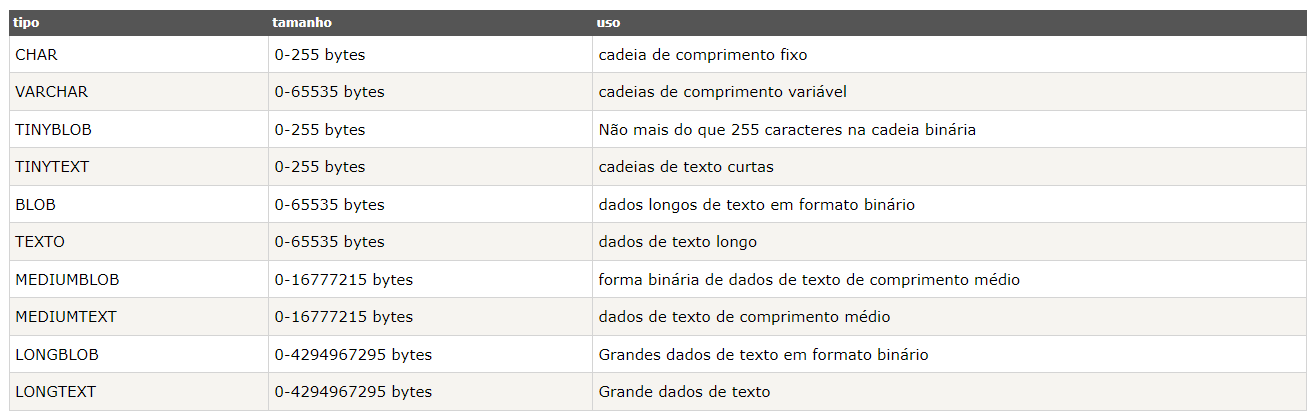 tipo tamanho uso
CHAR 0-255 bytes cadeia de comprimento fixo
VARCHAR 0-65535 bytes cadeias de comprimento variável
TINYBLOB 0-255 bytes Não mais do que 255 caracteres na cadeia binária
TINYTEXT 0-255 bytes cadeias de texto curtas
BLOB 0-65535 bytes dados longos de texto em formato binário
TEXTO 0-65535 bytes dados de texto longo
MEDIUMBLOB 0-16777215 bytes forma binária de dados de texto de comprimento médio
MEDIUMTEXT 0-16777215 bytes dados de texto de comprimento médio
LONGBLOB 0-4294967295 bytes Grandes dados de texto em formato binário
LONGTEXT 0-4294967295 bytes Grande dados de texto